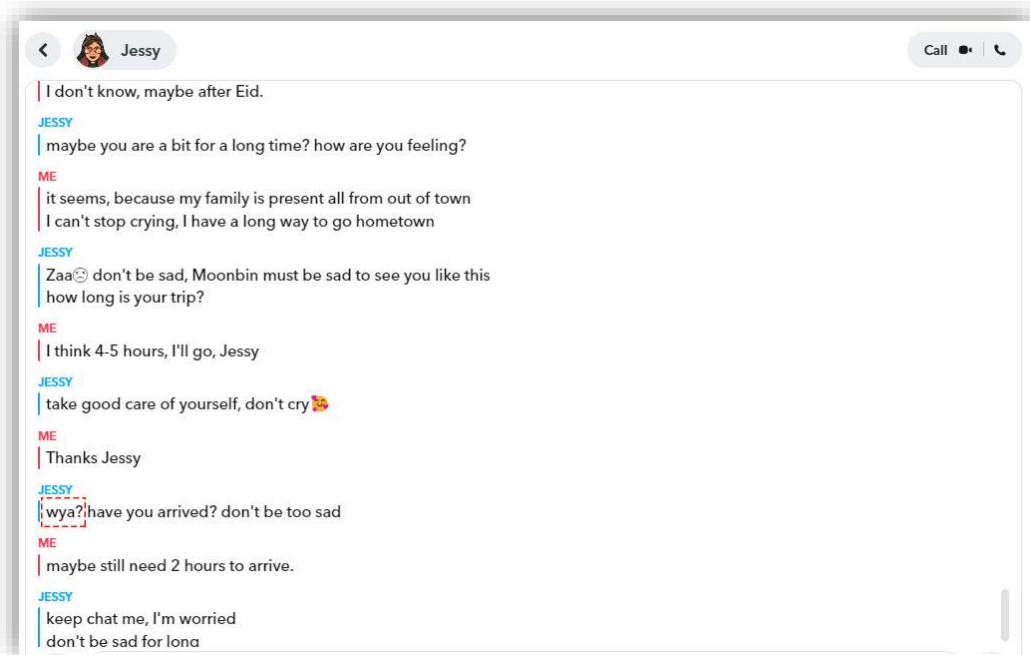 Jessy
Call
I don't know, maybe after Eid.
JESSY
maybe you are a bit for a long time? how are you feeling?
ME
it seems, because my family is present all from out of town
I can't stop crying, I have a long way to go hometown
JESSY
Zaa☹ don't be sad, Moonbin must be sad to see you like this
how long is your trip?
ME
I think 4-5 hours, I'll go, Jessy
JESSY
take good care of yourself, don't cry🥰
ME
Thanks Jessy
JESSY
wya? have you arrived? don't be too sad
ME
maybe still need 2 hours to arrive.
JESSY
keep chat me, I'm worried
don't be sad for long